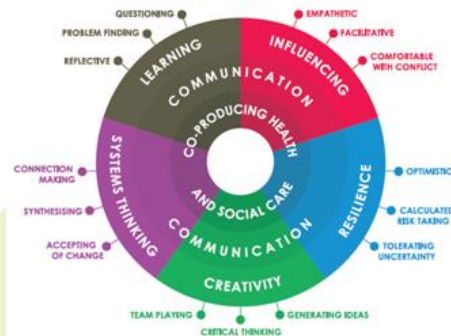 QUESTIONING
PROBLEM FINDING
REFLECTIVE
EMPATHETIC
FACILITATIVE
COMFORTABLE
WITH CONFLICT
LEARNING
INFLUENCING
COMMUNICATION
CO-PRODUCING HEALTH
AND SOCIAL CARE
COMMUNICATION
SYSTEMS THINKING
RESILIENCE
CREATIVITY
CONNECTION
MAKING
SYNTHESISING
ACCEPTING
OF CHANGE
OPTIMISTIC
CALCULATED
RISK TAKING
TOLERATING
UNCERTAINTY
TEAM PLAYING
CRITICAL THINKING
GENERATING IDEAS